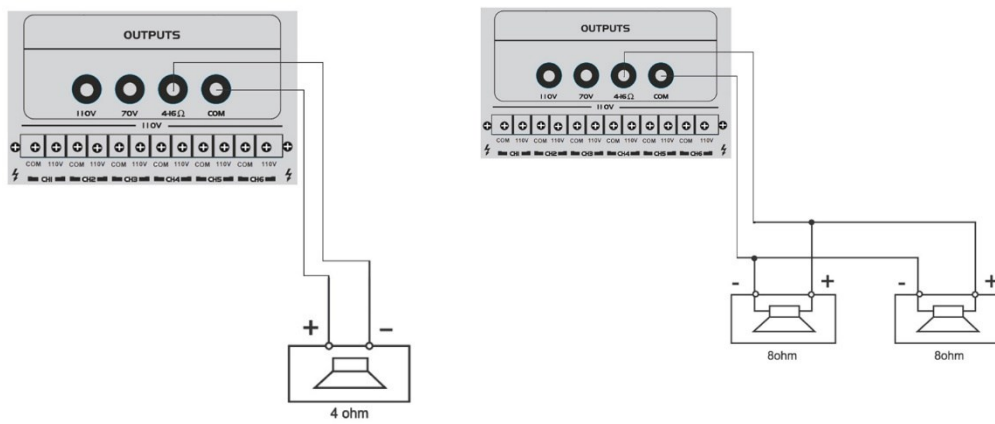 OUTPUTS
110V 70V 4-16Ω COM
110V
COM 110V COM 110V COM 110V COM 110V COM 110V COM 110V
CH1 CH2 CH3 CH4 CH5 CH6
+ -
4 ohm
OUTPUTS
110V 70V 4-16Ω COM
110V
COM 110V COM 110V COM 110V COM 110V COM 110V COM 110V
CH1 CH2 CH3 CH4 CH5 CH6
- + - +
8ohm 8ohm